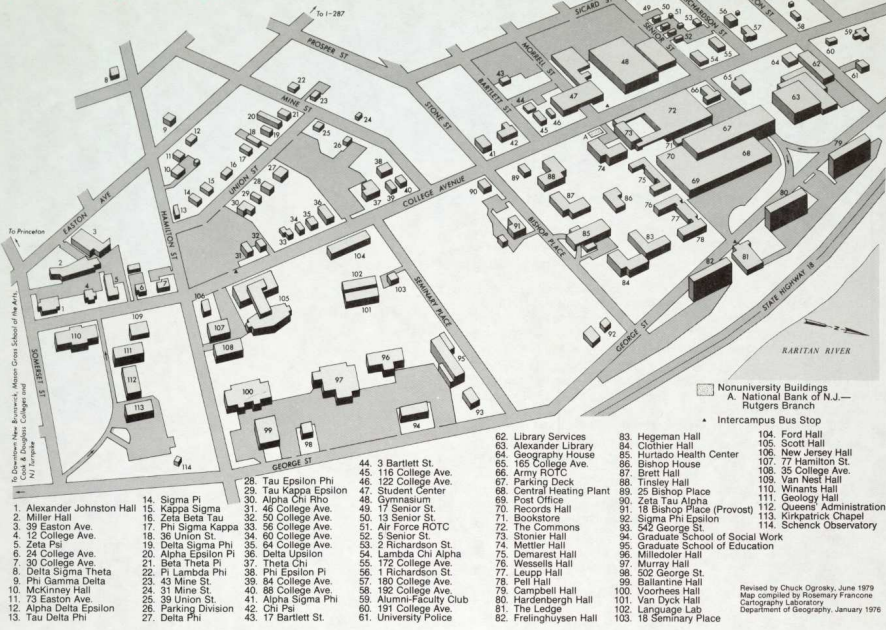 To I-287
SICARD ST
RICHARDSON ST
SENIOR ST
PROSPER ST
MORRELL ST
BARTLETT ST
STONE ST
MINE ST
UNION ST
EASTON AVE
HAMILTON ST
COLLEGE AVENUE
BISHOP PLACE
SEMINARY PLACE
GEORGE ST
STATE HIGHWAY 18
RARITAN RIVER
To Princeton
SOMERSET ST
To Downtown New Brunswick, Mason Gross School of the Arts,
Cook & Douglass Colleges and
NJ Turnpike
GEORGE ST
Nonuniversity Buildings
A. National Bank of N.J.—
Rutgers Branch
Intercampus Bus Stop
1. Alexander Johnston Hall
2. Miller Hall
3. 39 Easton Ave.
4. 12 College Ave.
5. Zeta Psi
6. 24 College Ave.
7. 30 College Ave.
8. Delta Sigma Theta
9. Phi Gamma Delta
10. McKinney Hall
11. 73 Easton Ave.
12. Alpha Delta Epsilon
13. Tau Delta Phi
14. Sigma Pi
15. Kappa Sigma
16. Zeta Beta Tau
17. Phi Sigma Kappa
18. 36 Union St.
19. Delta Sigma Phi
20. Alpha Epsilon Pi
21. Beta Theta Pi
22. Pi Lambda Phi
23. 43 Mine St.
24. 31 Mine St.
25. 39 Union St.
26. Parking Division
27. Delta Phi
28. Tau Epsilon Phi
29. Tau Kappa Epsilon
30. Alpha Chi Rho
31. 46 College Ave.
32. 50 College Ave.
33. 56 College Ave.
34. 60 College Ave.
35. 64 College Ave.
36. Delta Upsilon
37. Theta Chi
38. Phi Epsilon Pi
39. 84 College Ave.
40. 88 College Ave.
41. Alpha Sigma Phi
42. Chi Psi
43. 17 Bartlett St.
44. 3 Bartlett St.
45. 116 College Ave.
46. 122 College Ave.
47. Student Center
48. Gymnasium
49. 17 Senior St.
50. 13 Senior St.
51. Air Force ROTC
52. 5 Senior St.
53. 2 Richardson St.
54. Lambda Chi Alpha
55. 172 College Ave.
56. 1 Richardson St.
57. 180 College Ave.
58. 192 College Ave.
59. Alumni-Faculty Club
60. 191 College Ave.
61. University Police
62. Library Services
63. Alexander Library
64. Geography House
65. 165 College Ave.
66. Army ROTC
67. Parking Deck
68. Central Heating Plant
69. Post Office
70. Records Hall
71. Bookstore
72. The Commons
73. Stonier Hall
74. Mettler Hall
75. Demarest Hall
76. Wessells Hall
77. Leupp Hall
78. Pell Hall
79. Campbell Hall
80. Hardenbergh Hall
81. The Ledge
82. Frelinghuysen Hall
83. Hegeman Hall
84. Clothier Hall
85. Hurtado Health Center
86. Bishop House
87. Brett Hall
88. Tinsley Hall
89. 25 Bishop Place
90. Zeta Tau Alpha
91. 18 Bishop Place (Provost)
92. Sigma Phi Epsilon
93. 542 George St.
94. Graduate School of Social Work
95. Graduate School of Education
96. Milledoler Hall
97. Murray Hall
98. 502 George St.
99. Ballantine Hall
100. Voorhees Hall
101. Van Dyck Hall
102. Language Lab
103. 18 Seminary Place
104. Ford Hall
105. Scott Hall
106. New Jersey Hall
107. 77 Hamilton St.
108. 35 College Ave.
109. Van Nest Hall
110. Winants Hall
111. Geology Hall
112. Queens' Administration
113. Kirkpatrick Chapel
114. Schenck Observatory
Revised by Chuck Ogrosky, June 1979
Map compiled by Rosemary Francone
Cartography Laboratory
Department of Geography, January 1976